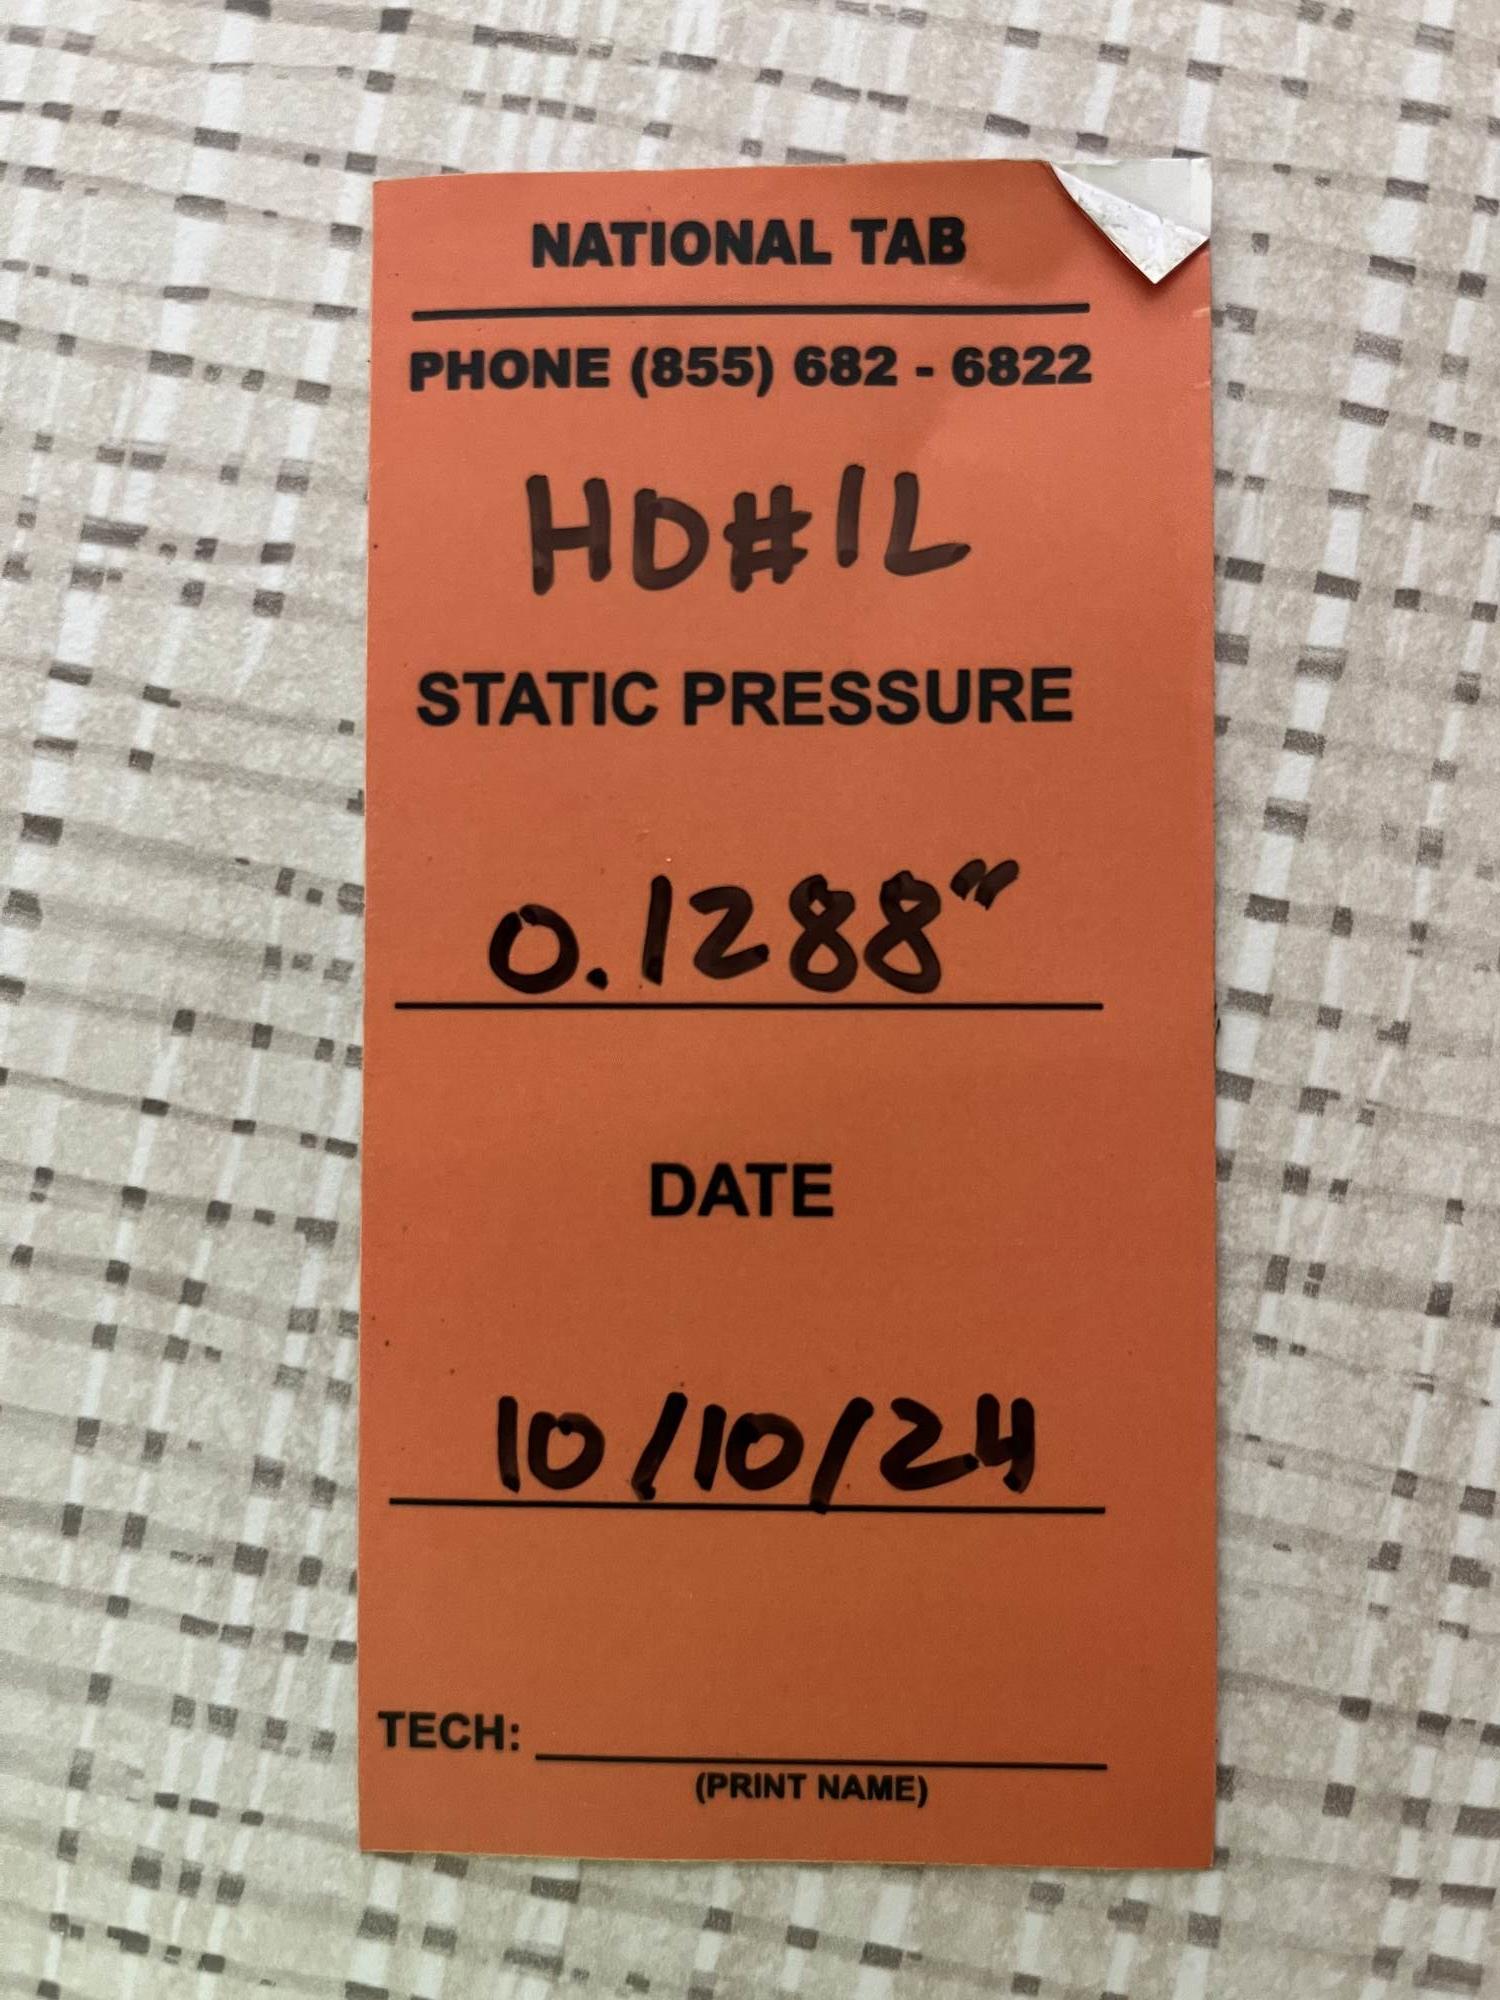 NATIONAL TAB
PHONE (855) 682 - 6822
HD#1L
STATIC PRESSURE
0.1288"
DATE
10/10/24
TECH:
(PRINT NAME)